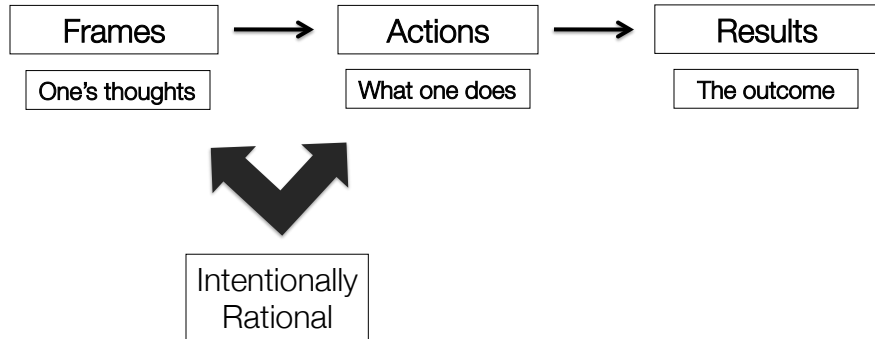 Frames
Actions
Results
One's thoughts
What one does
The outcome
Intentionally
Rational